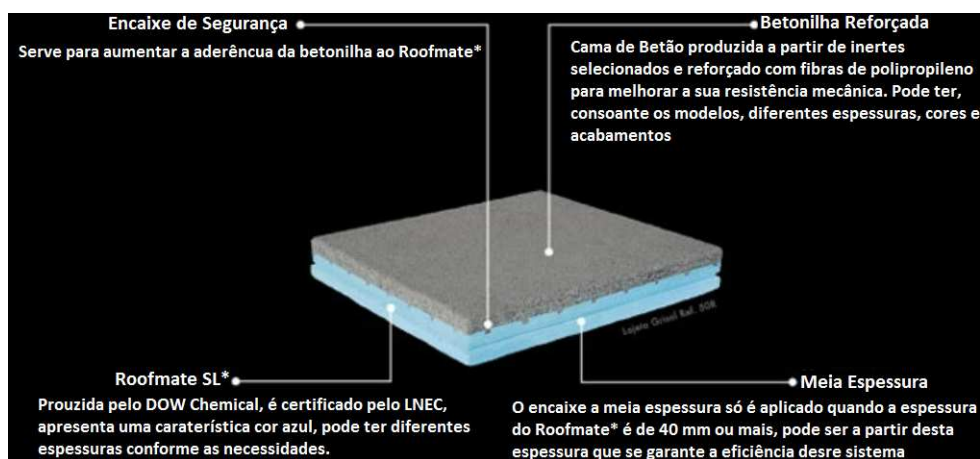 Encaixe de Segurança
Serve para aumentar a aderêncua da betonilha ao Roofmate*
Betonilha Reforçada
Cama de Betão produzida a partir de inertes
selecionados e reforçado com fibras de polipropileno
para melhorar a sua resistência mecânica. Pode ter,
consoante os modelos, diferentes espessuras, cores e
acabamentos
Lajeta Grisol Ref. 50R
Roofmate SL*
Prouzida pelo DOW Chemical, é certificado pelo LNEC,
apresenta uma caraterística cor azul, pode ter diferentes
espessuras conforme as necessidades.
Meia Espessura
O encaixe a meia espessura só é aplicado quando a espessura
do Roofmate* é de 40 mm ou mais, pode ser a partir desta
espessura que se garante a eficiência desre sistema